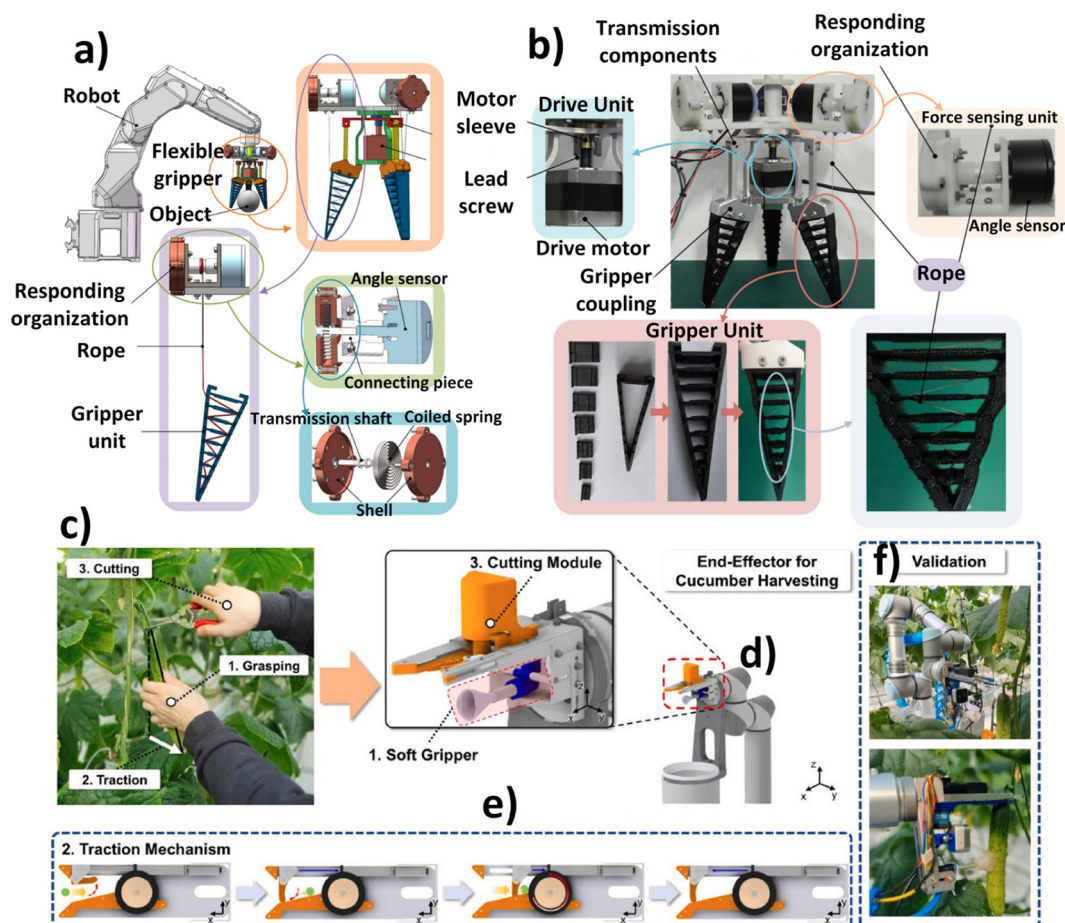 a)
Robot
Flexible
gripper
Object
Motor
sleeve
Lead
screw
Responding
organization
Rope
Gripper
unit
Angle sensor
Connecting piece
Transmission shaft
Coiled spring
Shell
b)
Transmission
components
Responding
organization
Drive Unit
Force sensing unit
Angle sensor
Drive motor
Gripper
coupling
Rope
Gripper Unit
c)
3. Cutting
1. Grasping
2. Traction
3. Cutting Module
1. Soft Gripper
z
x
y
End-Effector for
Cucumber Harvesting
d)
z
x
y
e)
2. Traction Mechanism
y
x
y
x
y
x
y
x
f)
Validation